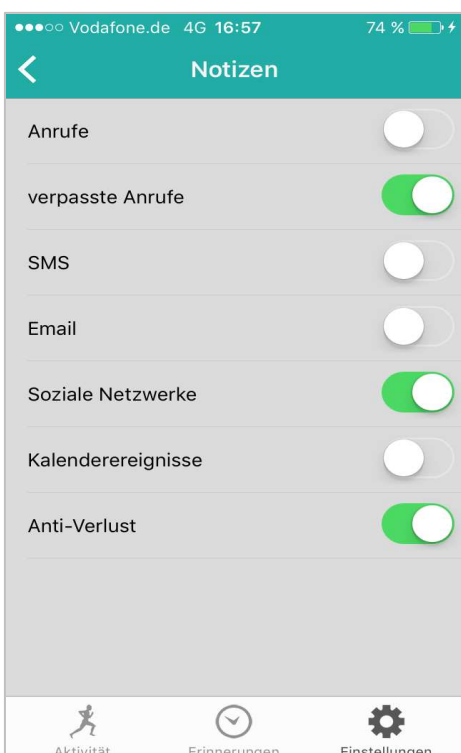 ●●●○○ Vodafone.de 4G 16:57 74 %
Notizen
Anrufe
verpasste Anrufe
SMS
Email
Soziale Netzwerke
Kalenderereignisse
Anti-Verlust
Aktivität Erinnerungen Einstellungen